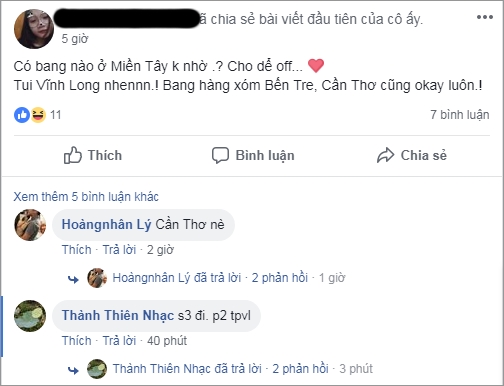 đã chia sẻ bài viết đầu tiên của cô ấy.
5 giờ
Có bang nào ở Miền Tây k nhờ .? Cho dể off...
Tui Vĩnh Long nhennn.! Bang hàng xóm Bến Tre, Cần Thơ cũng okay luôn.!
11
7 bình luận
Thích
Bình luận
Chia sẻ
Xem thêm 5 bình luận khác
Hoàngnhân Lý Cần Thơ nè
Thích · Trả lời · 2 giờ
Hoàngnhân Lý đã trả lời · 2 phản hồi · 1 giờ
Thành Thiên Nhạc s3 đi. p2 tpvl
Thích · Trả lời · 40 phút
Thành Thiên Nhạc đã trả lời · 2 phản hồi · 3 phút